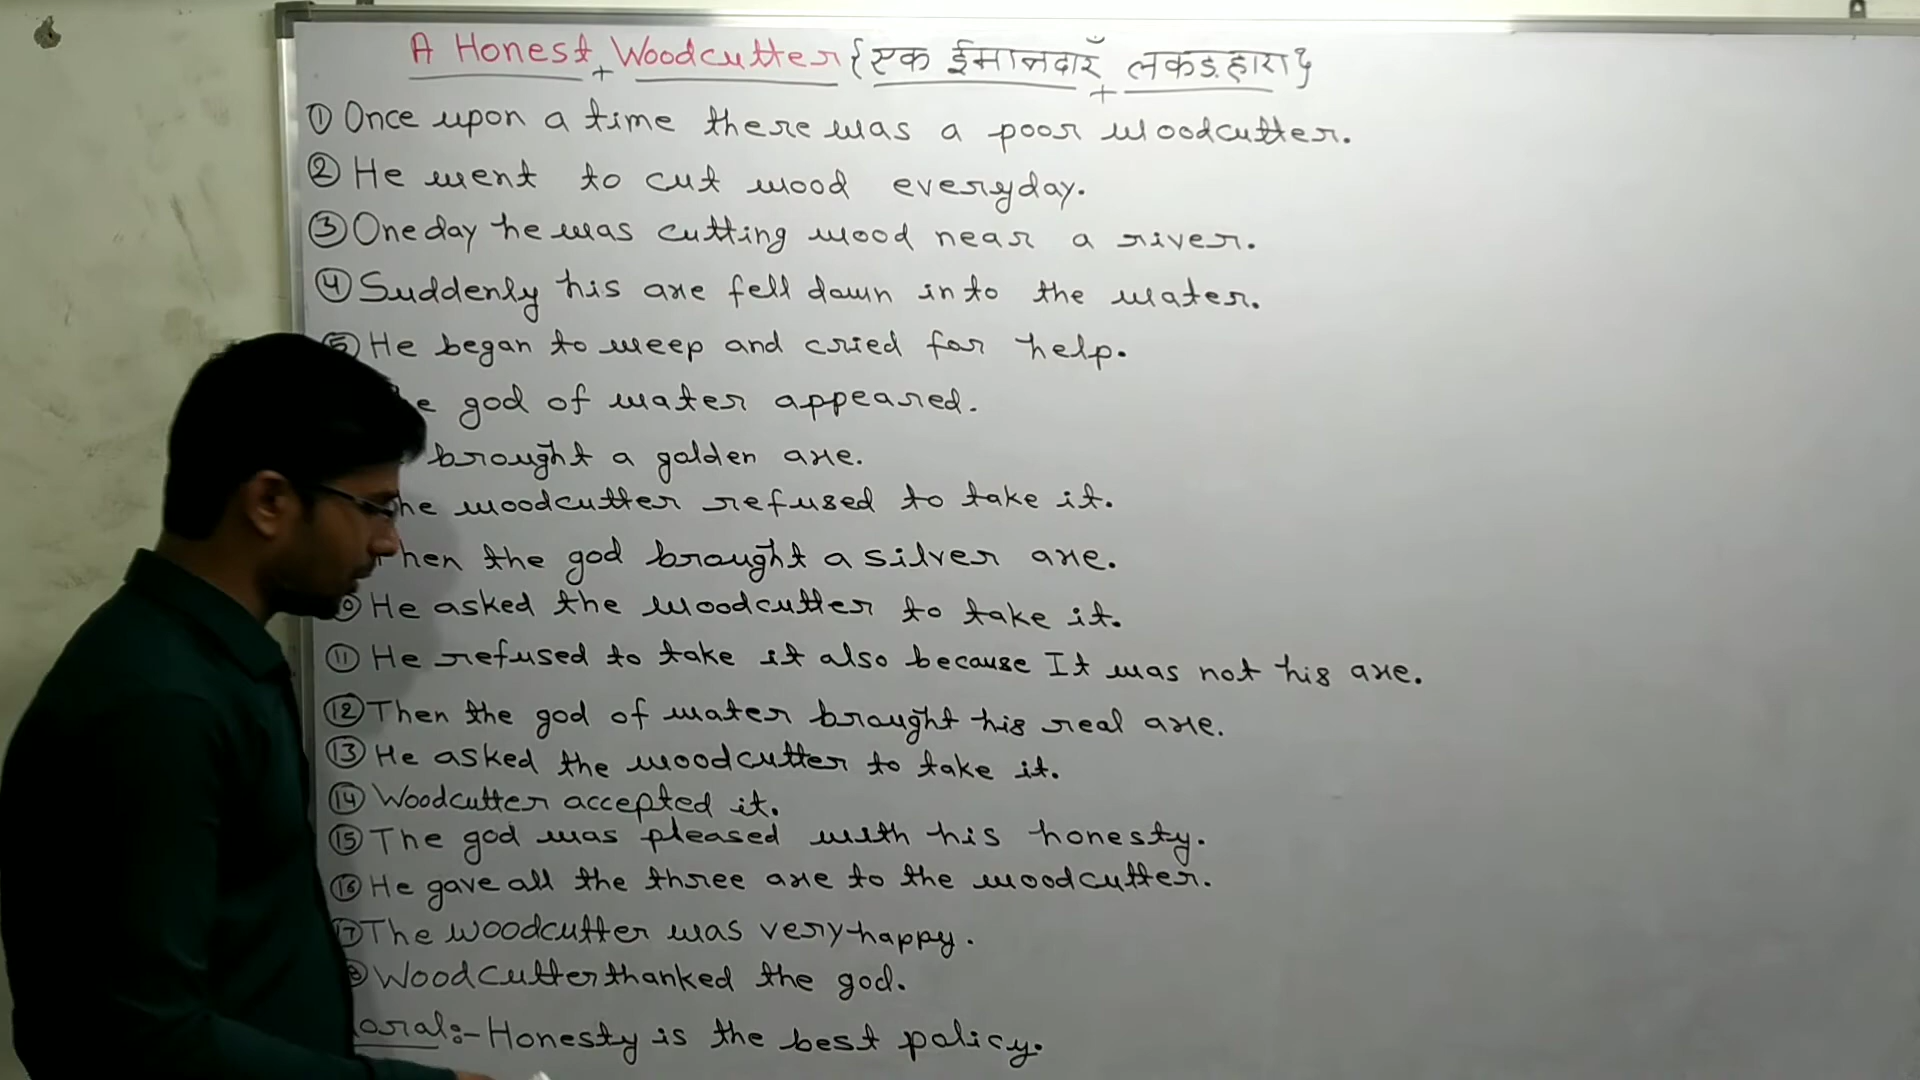 A Honest Woodcutter {एक ईमानदार लकड़हारा}
① Once upon a time there was a poor woodcutter.
② He went to cut wood everyday.
③ One day he was cutting wood near a river.
④ Suddenly his axe fell down into the water.
⑤ He began to weep and cried for help.
god of water appeared.
brought a golden axe.
woodcutter refused to take it.
the god brought a silver axe.
He asked the woodcutter to take it.
⑪ He refused to take it also because It was not his axe.
⑫ Then the god of water brought his real axe.
⑬ He asked the woodcutter to take it.
⑭ Woodcutter accepted it.
⑮ The god was pleased with his honesty.
⑯ He gave all the three axe to the woodcutter.
⑰ The woodcutter was very happy.
Woodcutter thanked the god.
:- Honesty is the best policy.